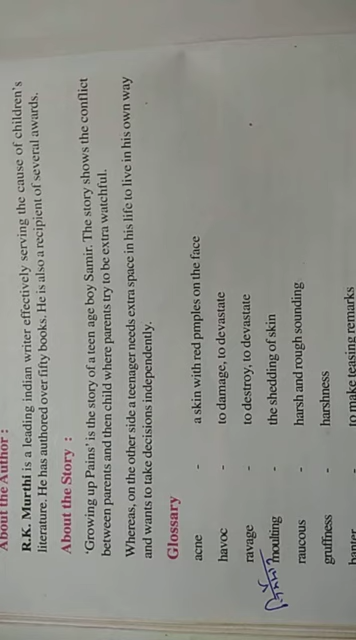 About the Author :
R.K. Murthi is a leading indian writer effectively serving the cause of children's
literature. He has authored over fifty books. He is also a recipient of several awards.
About the Story :
'Growing up Pains' is the story of a teen age boy Samir. The story shows the conflict
between parents and then child where parents try to be extra watchful.
Whereas, on the other side a teenager needs extra space in his life to live in his own way
and wants to take decisions independently.
Glossary
acne - a skin with red pmples on the face
havoc - to damage, to devastate
ravage - to destroy, to devastate
moulting - the shedding of skin
raucous - harsh and rough sounding
gruffness - harshness
banter - to make teasing remarks